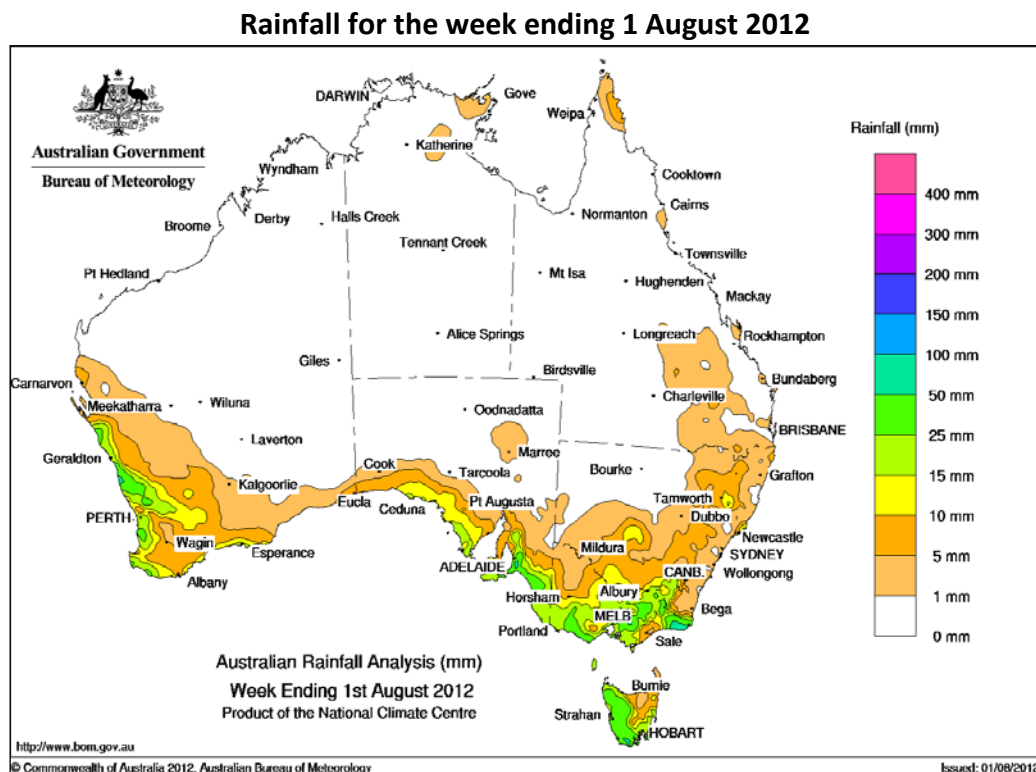 Rainfall for the week ending 1 August 2012
Australian Government
Bureau of Meteorology
DARWIN
Gove
Weipa
Katherine
Wyndham
Cooktown
Cairns
Broome
Derby
Halls Creek
Normanton
Tennant Creek
Townsville
Pt Hedland
Mt Isa
Hughenden
Mackay
Alice Springs
Longreach
Rockhampton
Giles
Birdsville
Bundaberg
Carnarvon
Meekatharra
Wiluna
Oodnadatta
Charleville
Laverton
BRISBANE
Geraldton
Marree
Bourke
Grafton
Cook
Tarcoola
Kalgoorlie
Eucla
Ceduna
Pt Augusta
Tamworth
Dubbo
PERTH
Newcastle
Wagin
Esperance
Mildura
SYDNEY
ADELAIDE
CANB.
Wollongong
Albany
Horsham
Albury
Bega
MELB
Portland
Sale
Burnie
Strahan
HOBART
Rainfall (mm)
400 mm
300 mm
200 mm
150 mm
100 mm
50 mm
25 mm
15 mm
10 mm
5 mm
1 mm
0 mm
Australian Rainfall Analysis (mm)
Week Ending 1st August 2012
Product of the National Climate Centre
http://www.bom.gov.au
© Commonwealth of Australia 2012, Australian Bureau of Meteorology
Issued: 01/08/2012